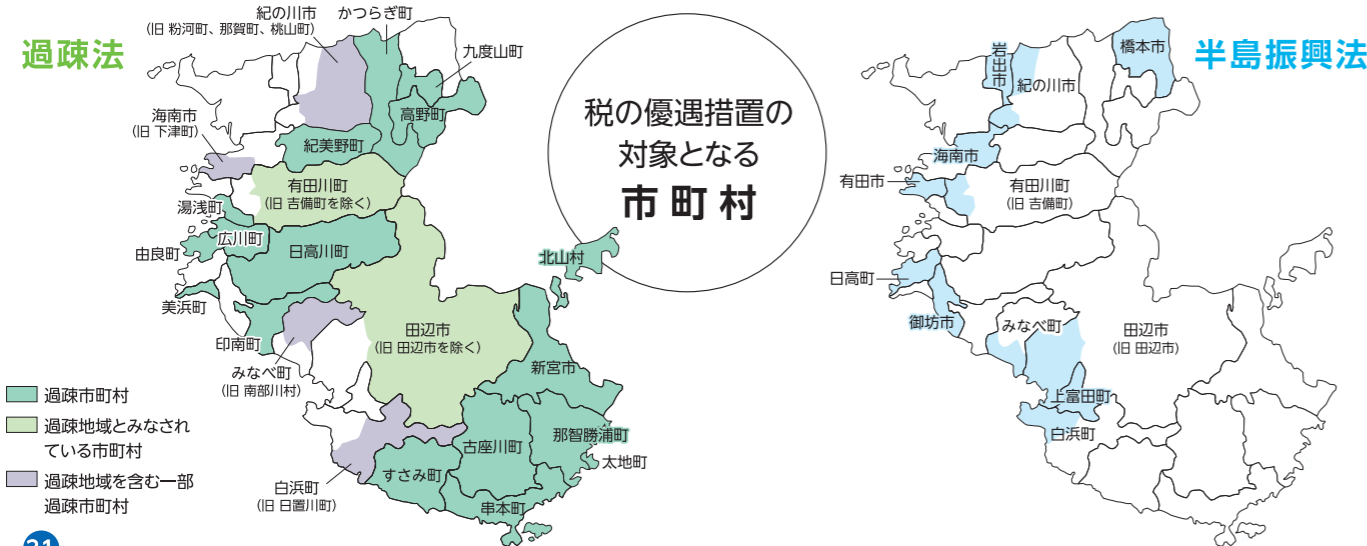 過疎法
紀の川市
(旧 粉河町、那賀町、桃山町)
かつらぎ町
九度山町
海南市
(旧 下津町)
高野町
紀美野町
有田川町
(旧 吉備町を除く)
湯浅町
広川町
由良町
日高川町
北山村
美浜町
印南町
田辺市
(旧 田辺市を除く)
みなべ町
(旧 南部川村)
新宮市
那智勝浦町
古座川町
太地町
すさみ町
白浜町
(旧 日置川町)
串本町
過疎市町村
過疎地域とみなされ
ている市町村
過疎地域を含む一部
過疎市町村
税の優遇措置の
対象となる
市町村
半島振興法
岩出市
紀の川市
橋本市
海南市
有田市
有田川町
(旧 吉備町)
日高町
御坊市
みなべ町
田辺市
(旧 田辺市)
上富田町
白浜町
21